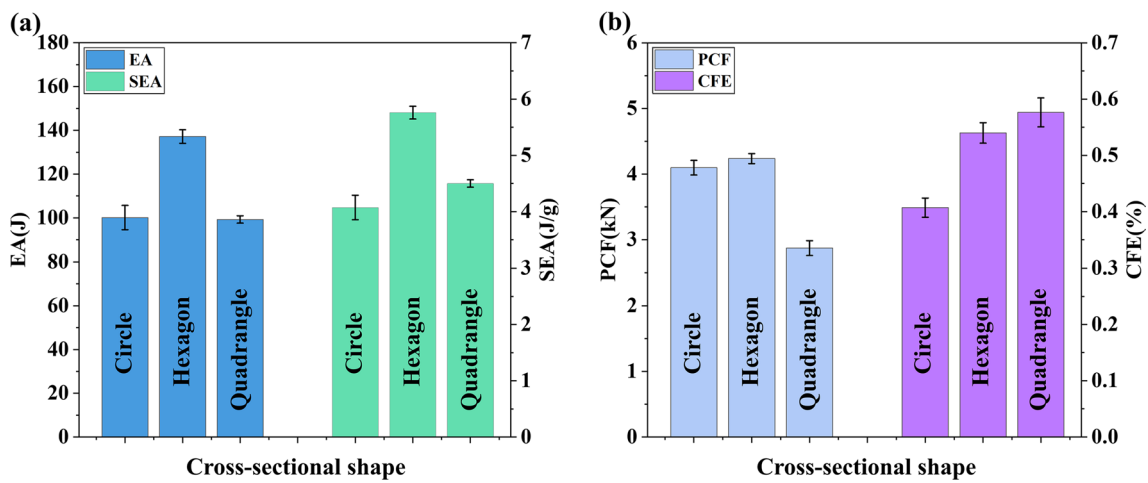 (a)
180
160
140
120
100
80
60
40
20
0
EA(J)
EA
SEA
Circle
Hexagon
Quadrangle
Circle
Hexagon
Quadrangle
7
6
5
4
3
2
1
0
SEA(J/g)
Cross-sectional shape
(b)
6
5
4
3
2
1
0
PCF(kN)
PCF
CFE
Circle
Hexagon
Quadrangle
Circle
Hexagon
Quadrangle
0.7
0.6
0.5
0.4
0.3
0.2
0.1
0.0
CFE(%)
Cross-sectional shape